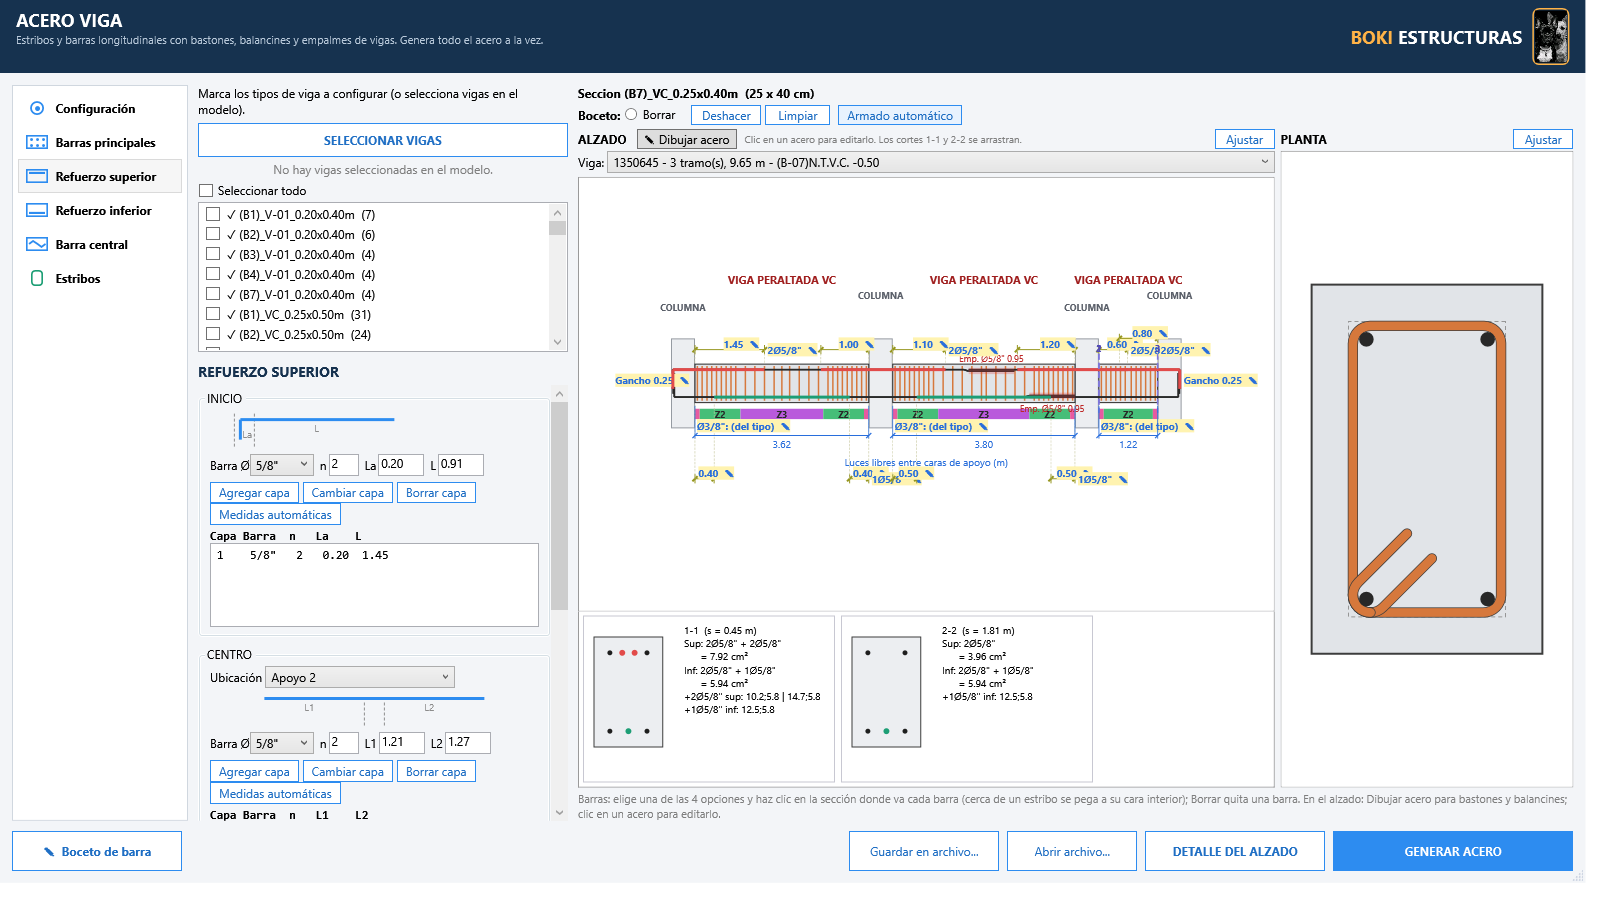 ACERO VIGA
Estribos y barras longitudinales con bastones, balancines y empalmes de vigas. Genera todo el acero a la vez.
BOKI ESTRUCTURAS
Configuración
Barras principales
Refuerzo superior
Refuerzo inferior
Barra central
Estribos
Marca los tipos de viga a configurar (o selecciona vigas en el
modelo).
SELECCIONAR VIGAS
No hay vigas seleccionadas en el modelo.
Seleccionar todo
✓ (B1)_V-01_0.20x0.40m (7)
✓ (B2)_V-01_0.20x0.40m (6)
✓ (B3)_V-01_0.20x0.40m (4)
✓ (B4)_V-01_0.20x0.40m (4)
✓ (B7)_V-01_0.20x0.40m (4)
✓ (B1)_VC_0.25x0.50m (31)
✓ (B2)_VC_0.25x0.50m (24)
REFUERZO SUPERIOR
INICIO
La
L
Barra Ø 5/8" n 2 La 0.20 L 0.91
Agregar capa Cambiar capa Borrar capa
Medidas automáticas
Capa Barra n La L
1 5/8" 2 0.20 1.45
CENTRO
Ubicación Apoyo 2
L1 L2
Barra Ø 5/8" n 2 L1 1.21 L2 1.27
Agregar capa Cambiar capa Borrar capa
Medidas automáticas
Capa Barra n L1 L2
Seccion (B7)_VC_0.25x0.40m (25 x 40 cm)
Boceto: Borrar Deshacer Limpiar Armado automático
ALZADO Dibujar acero Clic en un acero para editarlo. Los cortes 1-1 y 2-2 se arrastran. Ajustar
Viga: 1350645 - 3 tramo(s), 9.65 m - (B-07)N.T.V.C. -0.50
VIGA PERALTADA VC VIGA PERALTADA VC VIGA PERALTADA VC
COLUMNA COLUMNA
COLUMNA COLUMNA
0.80
1.45 2Ø5/8" 1.00 1.10 2Ø5/8" 1.20 0.60 2Ø5/8" 2Ø5/8"
Emp. Ø5/8" 0.95
Gancho 0.25 Gancho 0.25
Emp. Ø5/8" 0.95
Z2 Z3 Z2 Z2 Z3 Z2 Z2
Ø3/8": (del tipo) Ø3/8": (del tipo) Ø3/8": (del tipo)
3.62 3.80 1.22
Luces libres entre caras de apoyo (m)
0.40 0.40 1Ø5/8" 0.50 0.50 1Ø5/8"
1-1 (s = 0.45 m)
Sup: 2Ø5/8" + 2Ø5/8"
= 7.92 cm²
Inf: 2Ø5/8" + 1Ø5/8"
= 5.94 cm²
+2Ø5/8" sup: 10.2;5.8 | 14.7;5.8
+1Ø5/8" inf: 12.5;5.8
2-2 (s = 1.81 m)
Sup: 2Ø5/8"
= 3.96 cm²
Inf: 2Ø5/8" + 1Ø5/8"
= 5.94 cm²
+1Ø5/8" inf: 12.5;5.8
PLANTA Ajustar
Barras: elige una de las 4 opciones y haz clic en la sección donde va cada barra (cerca de un estribo se pega a su cara interior); Borrar quita una barra. En el alzado: Dibujar acero para bastones y balancines;
clic en un acero para editarlo.
Boceto de barra
Guardar en archivo...
Abrir archivo...
DETALLE DEL ALZADO
GENERAR ACERO